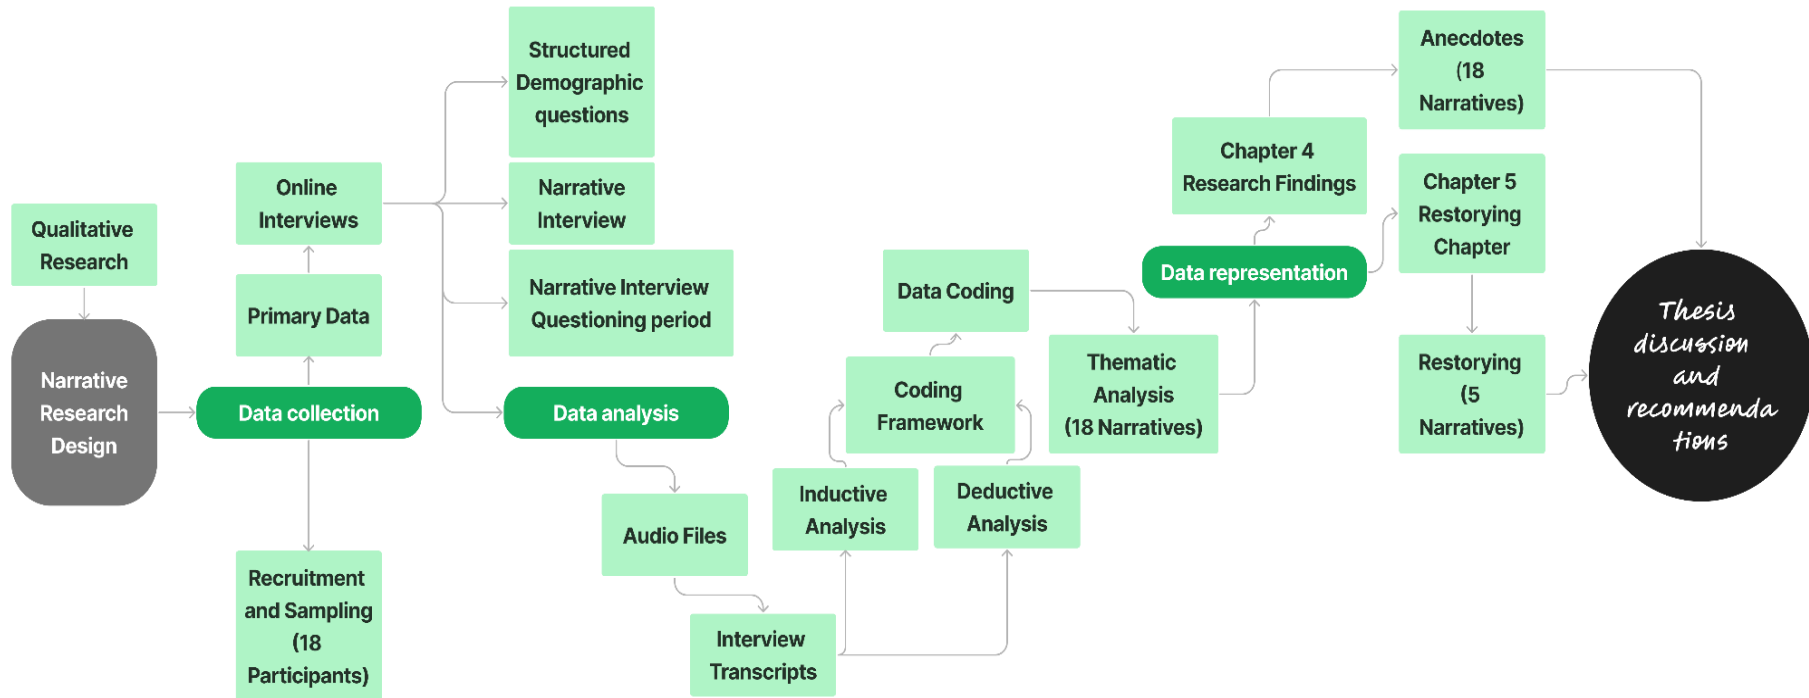 Qualitative
Research
Narrative
Research
Design
Online
Interviews
Primary Data
Data collection
Recruitment
and Sampling
(18
Participants)
Structured
Demographic
questions
Narrative
Interview
Narrative Interview
Questioning period
Data analysis
Audio Files
Interview
Transcripts
Inductive
Analysis
Deductive
Analysis
Coding
Framework
Data Coding
Thematic
Analysis
(18 Narratives)
Data representation
Chapter 4
Research Findings
Anecdotes
(18
Narratives)
Chapter 5
Restorying
Chapter
Restorying
(5
Narratives)
Thesis
discussion
and
recommenda
tions